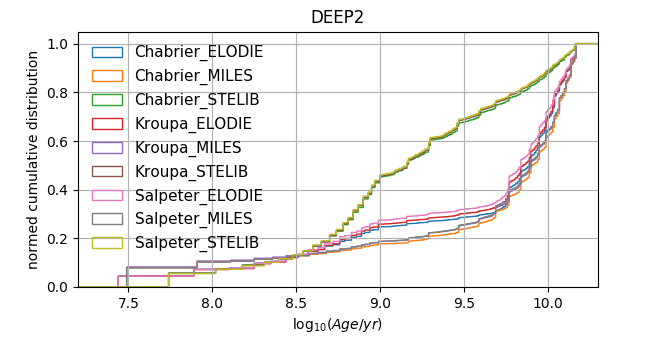 DEEP2
normed cumulative distribution
1.0
0.8
0.6
0.4
0.2
0.0
Chabrier_ELODIE
Chabrier_MILES
Chabrier_STELIB
Kroupa_ELODIE
Kroupa_MILES
Kroupa_STELIB
Salpeter_ELODIE
Salpeter_MILES
Salpeter_STELIB
7.5 8.0 8.5 9.0 9.5 10.0
log₁₀(Age/yr)